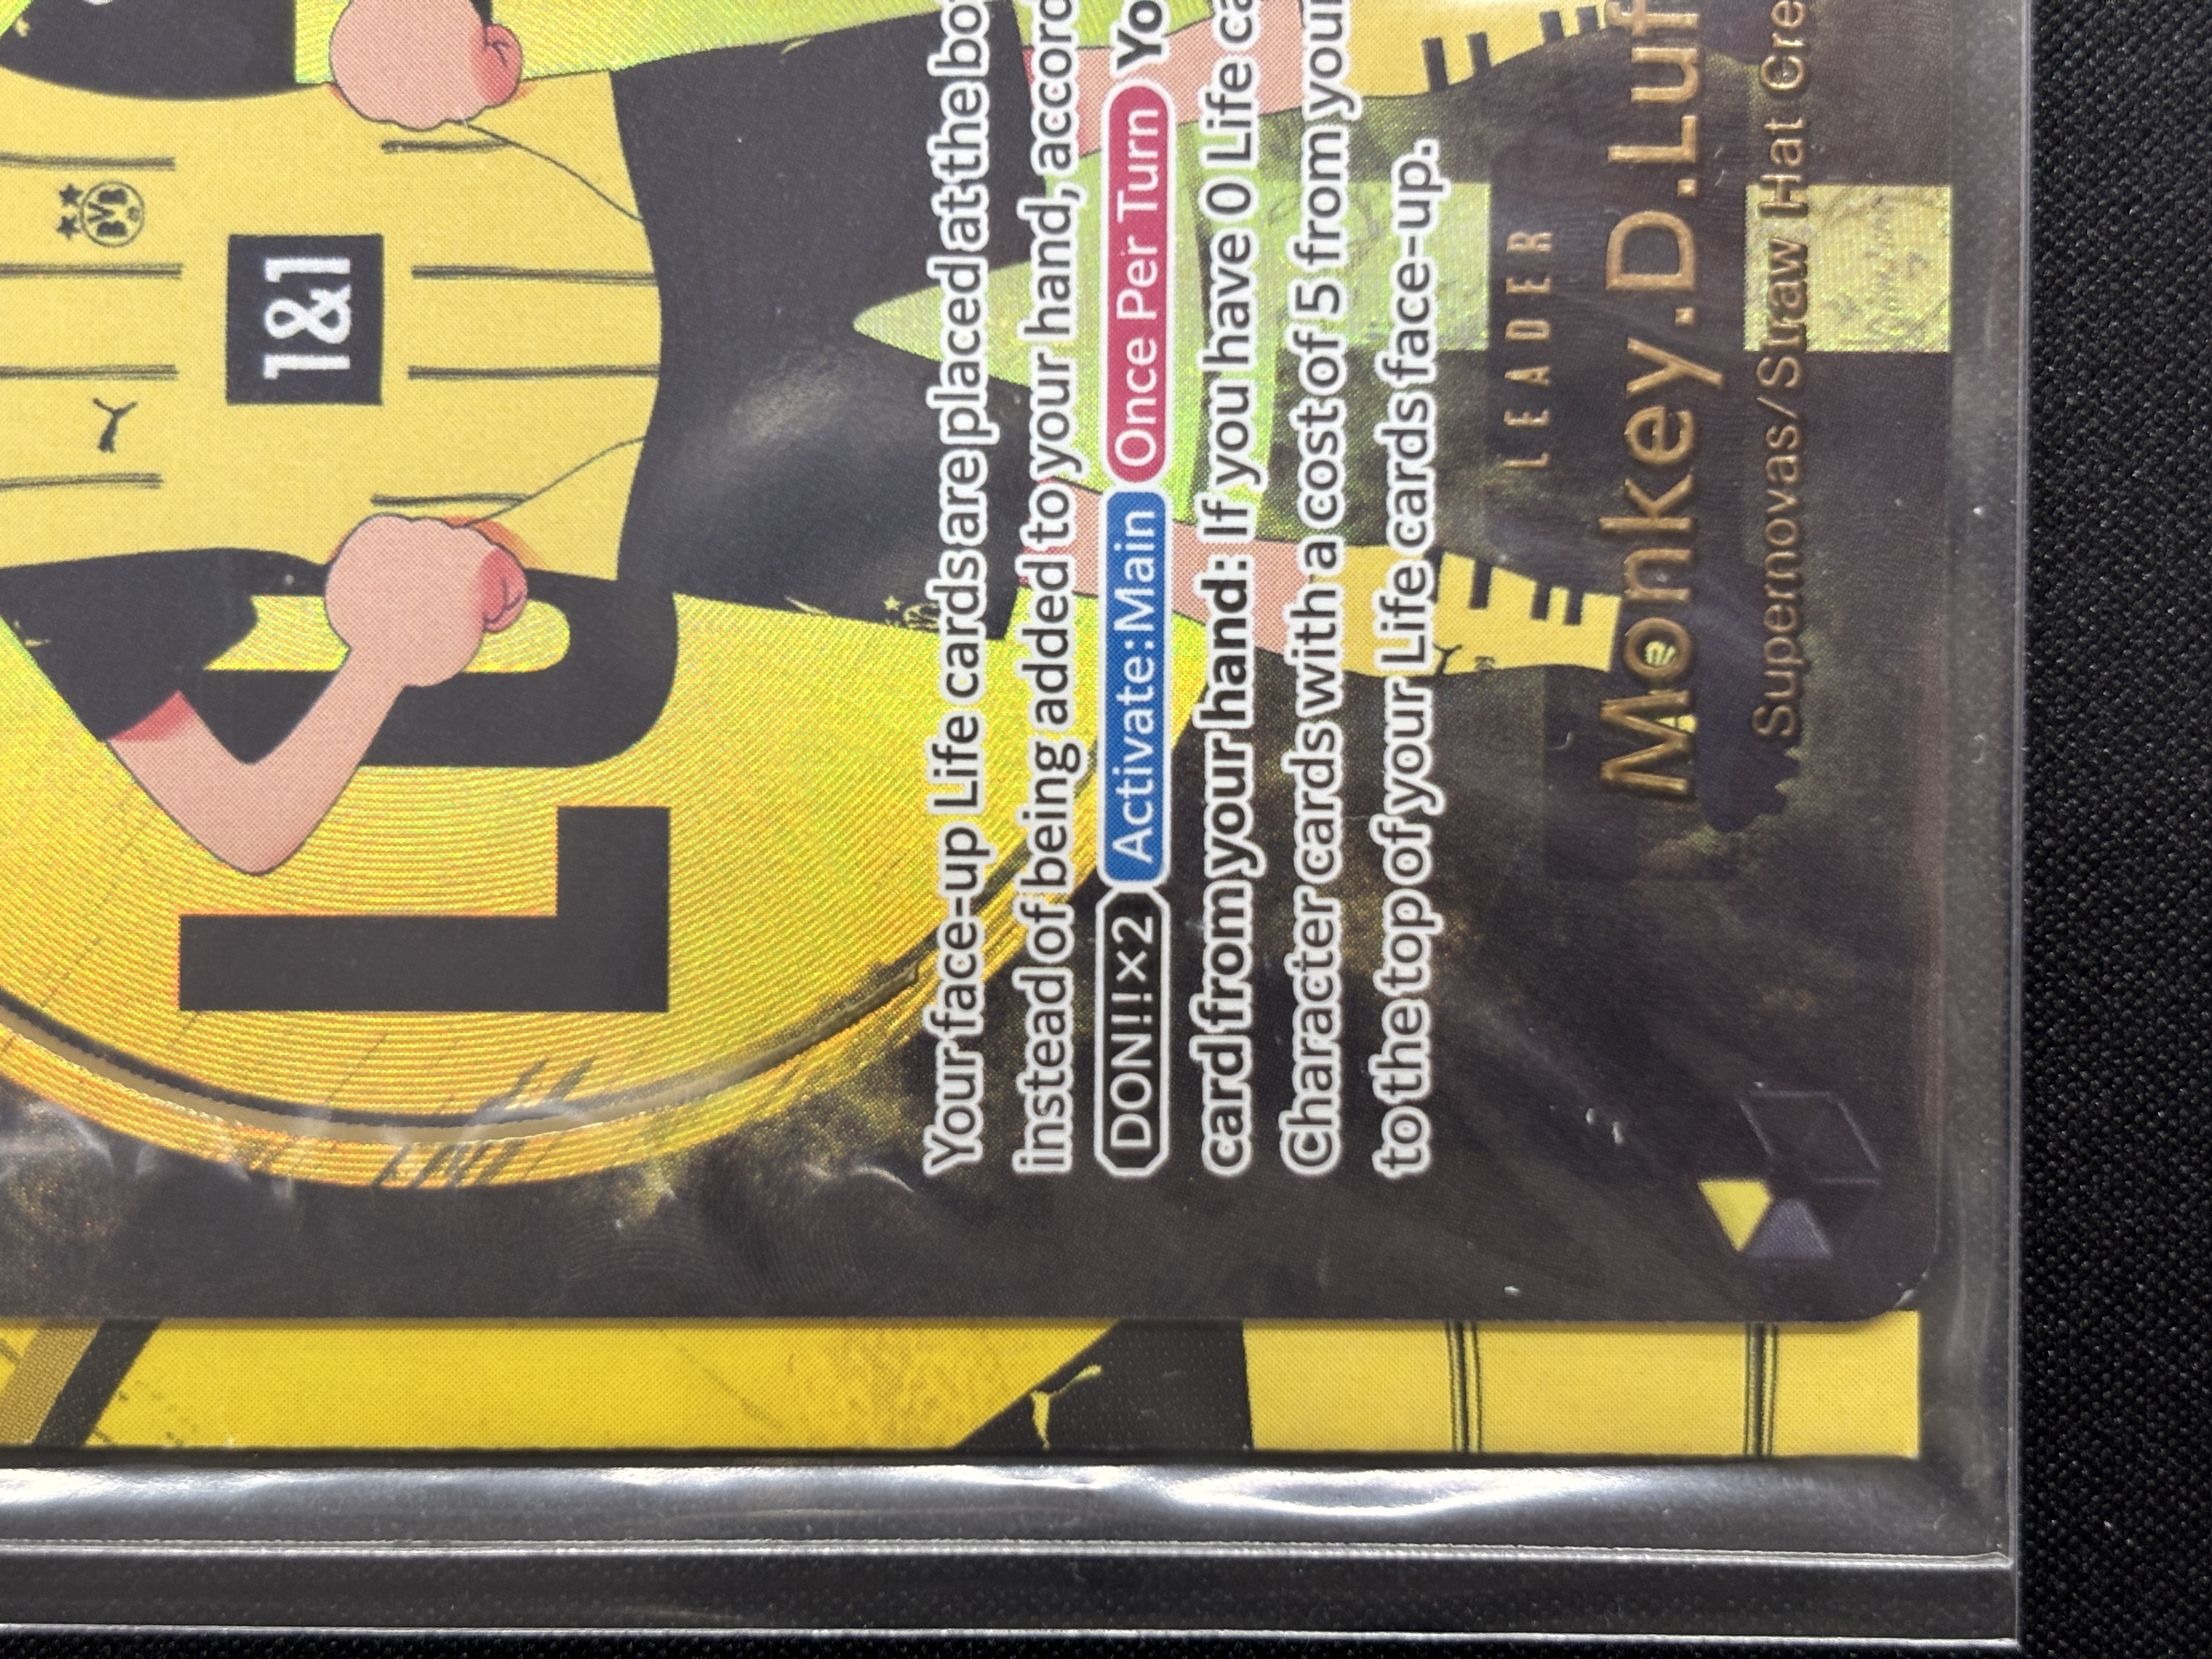 BVB
1&1
LU
Your face-up Life cards are placed at the bo
instead of being added to your hand, accord
DON!!×2 Activate:Main Once Per Turn Yo
card from your hand: If you have 0 Life ca
Character cards with a cost of 5 from your
to the top of your Life cards face-up.
LEADER
Monkey.D.Luf
Supernovas/Straw Hat Cre